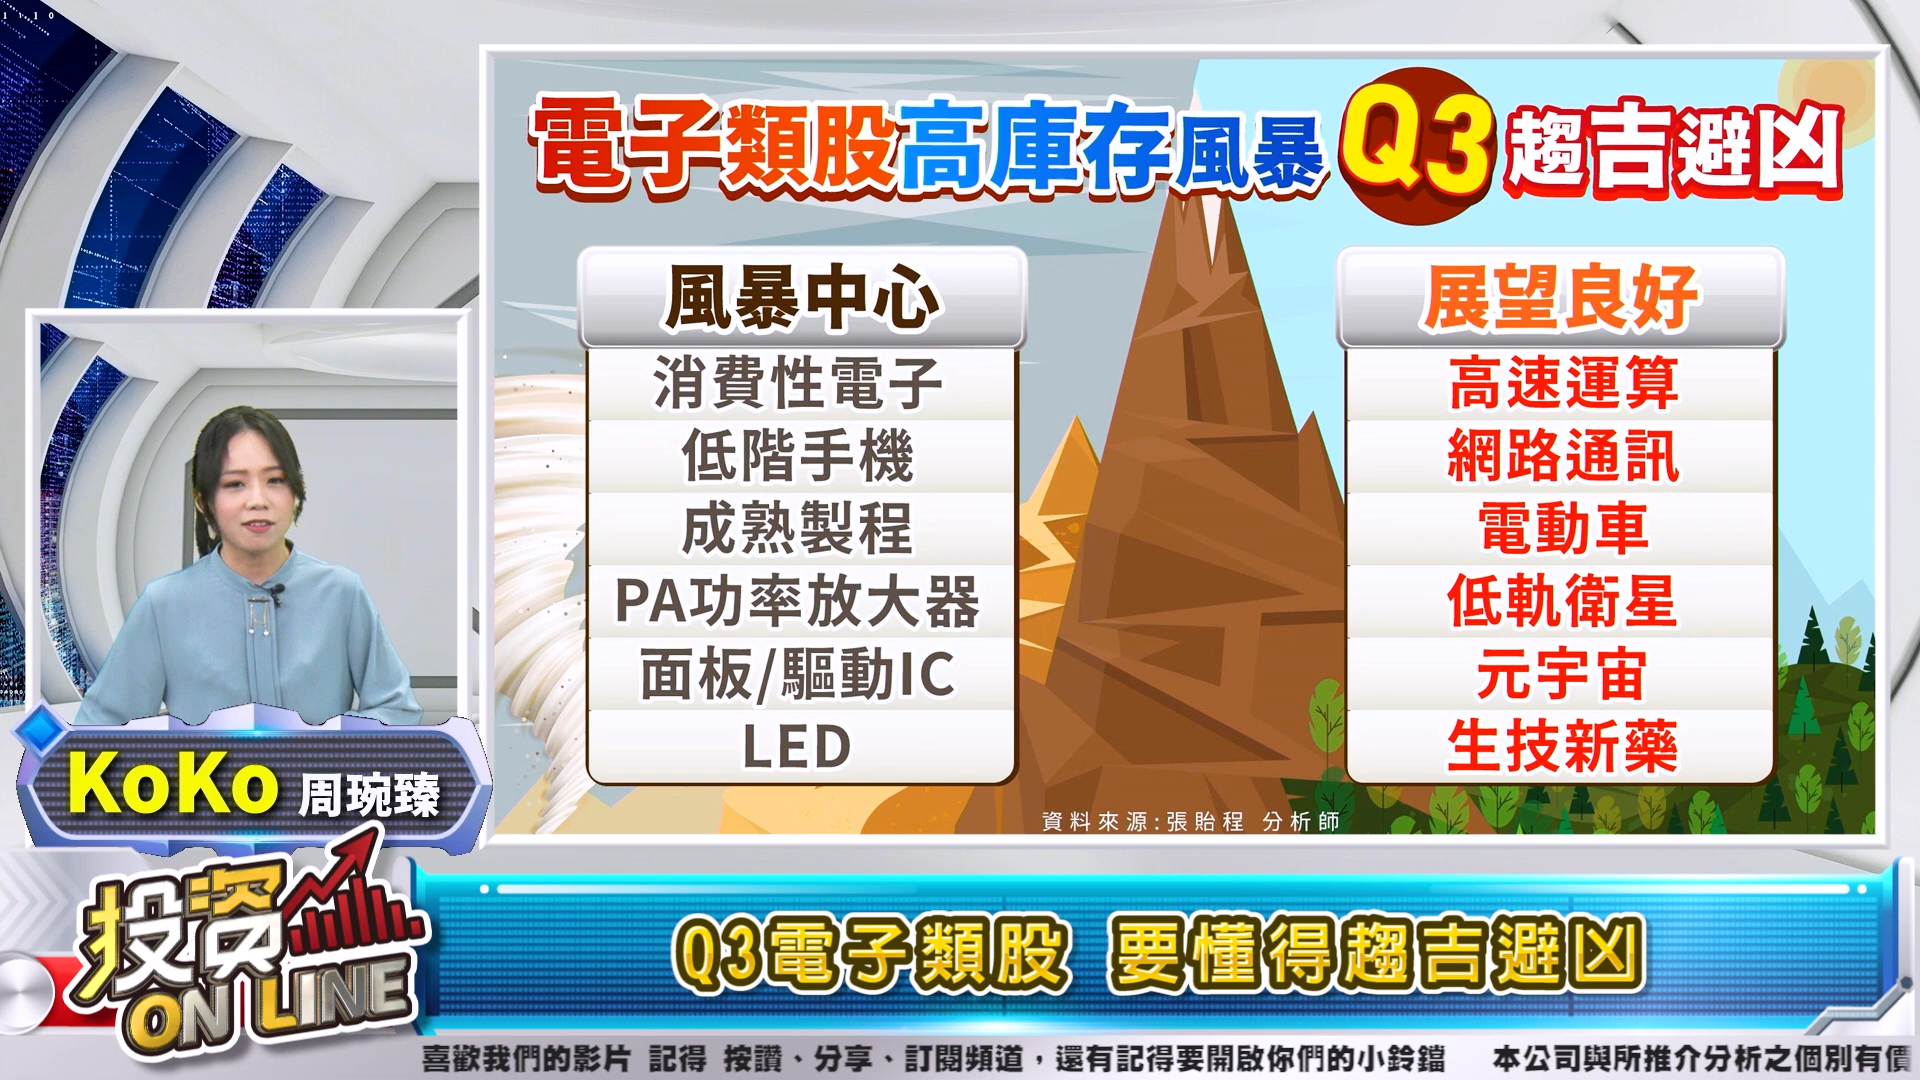 電子類股高庫存風暴 Q3 趨吉避凶
風暴中心
消費性電子
低階手機
成熟製程
PA功率放大器
面板/驅動IC
LED
展望良好
高速運算
網路通訊
電動車
低軌衛星
元宇宙
生技新藥
資料來源:張貽程 分析師
KoKo 周琬臻
投資
ON LINE
Q3電子類股 要懂得趨吉避凶
喜歡我們的影片 記得 按讚、分享、訂閱頻道，還有記得要開啟你們的小鈴鐺 本公司與所推介分析之個別有價